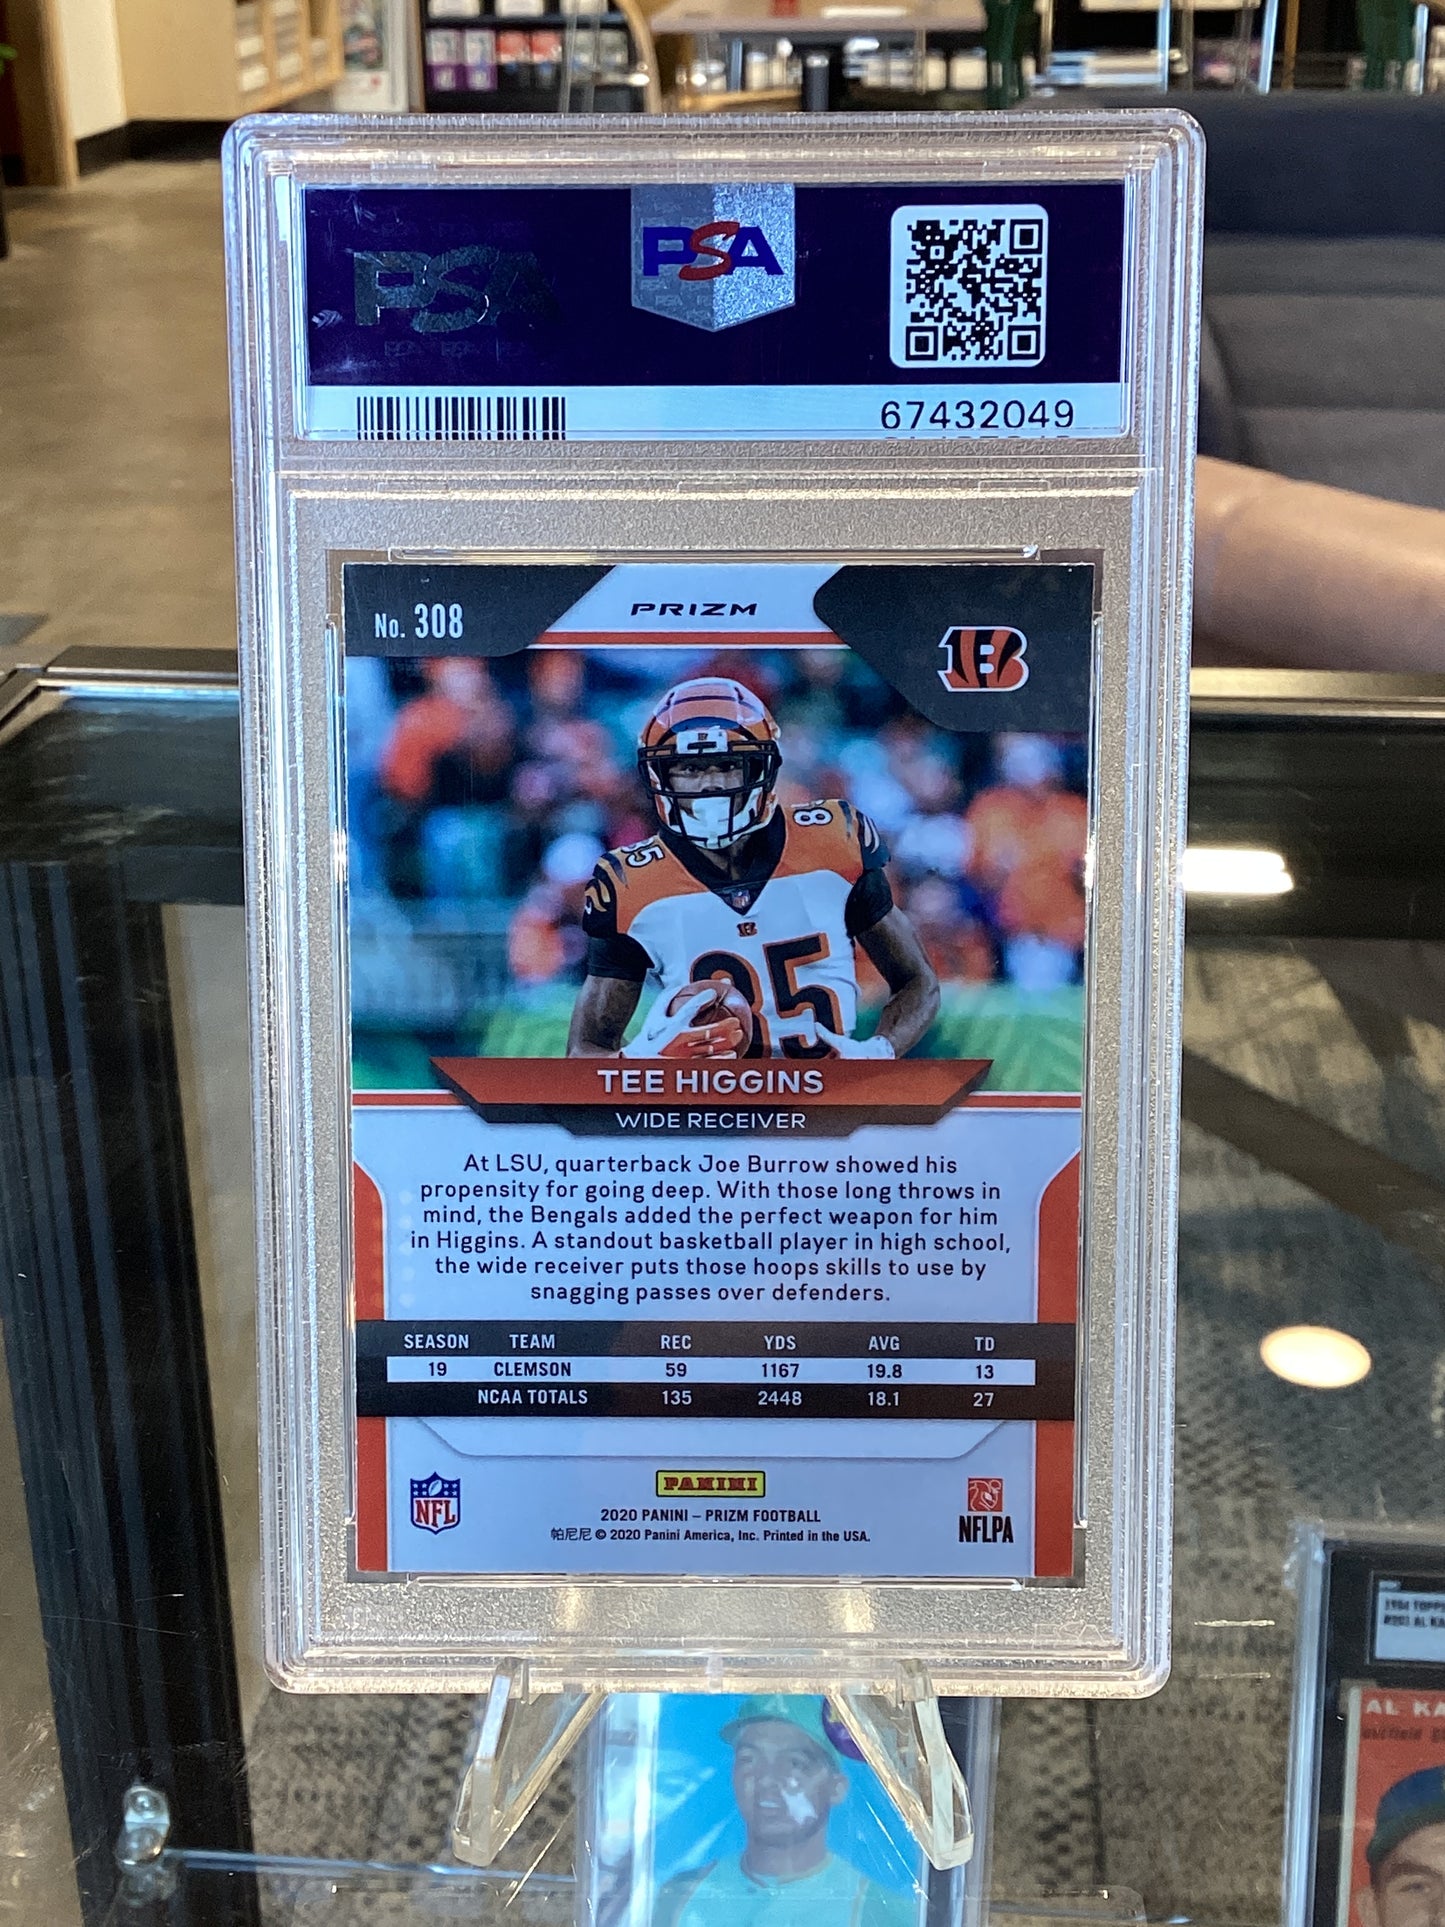 PSA
PSA
67432049
No. 308
PRIZM
B
85
8
85
TEE HIGGINS
WIDE RECEIVER
At LSU, quarterback Joe Burrow showed his
propensity for going deep. With those long throws in
mind, the Bengals added the perfect weapon for him
in Higgins. A standout basketball player in high school,
the wide receiver puts those hoops skills to use by
snagging passes over defenders.
SEASON TEAM REC YDS AVG TD
19 CLEMSON 59 1167 19.8 13
NCAA TOTALS 135 2448 18.1 27
NFL
PANINI
2020 PANINI – PRIZM FOOTBALL
帕尼尼 © 2020 Panini America, Inc. Printed in the USA.
NFLPA
AL KA